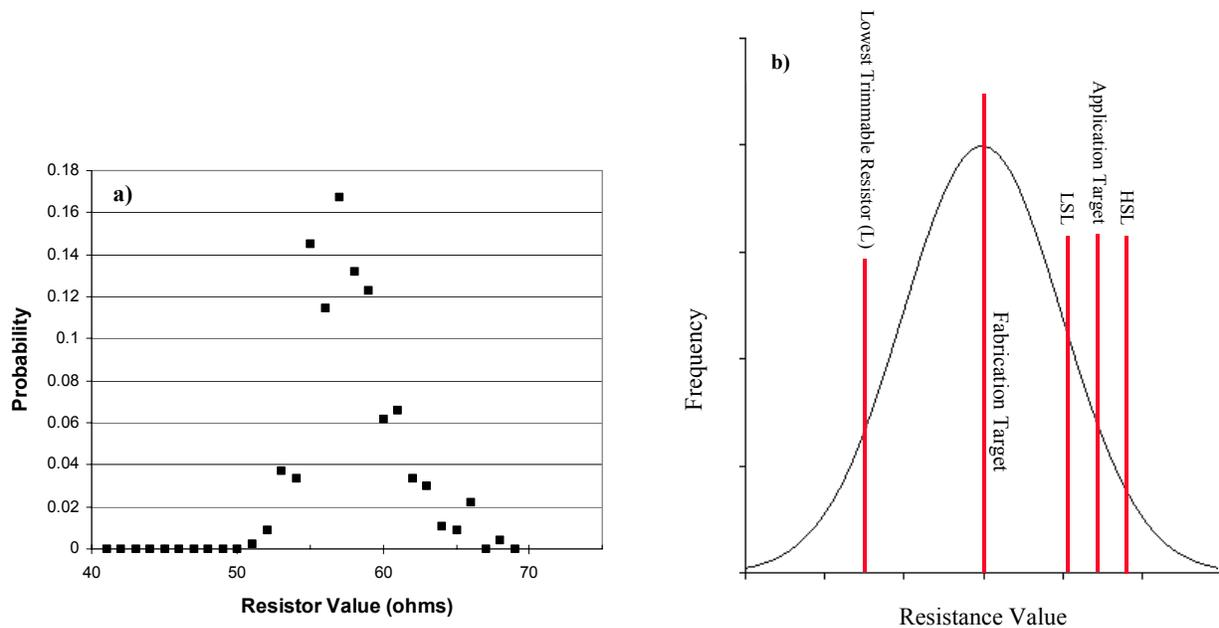 a)
0.18
0.16
0.14
0.12
0.1
0.08
0.06
0.04
0.02
0
40
50
60
70
Probability
Resistor Value (ohms)
b)
Lowest Trimmable Resistor (L)
Fabrication Target
LSL
Application Target
HSL
Frequency
Resistance Value